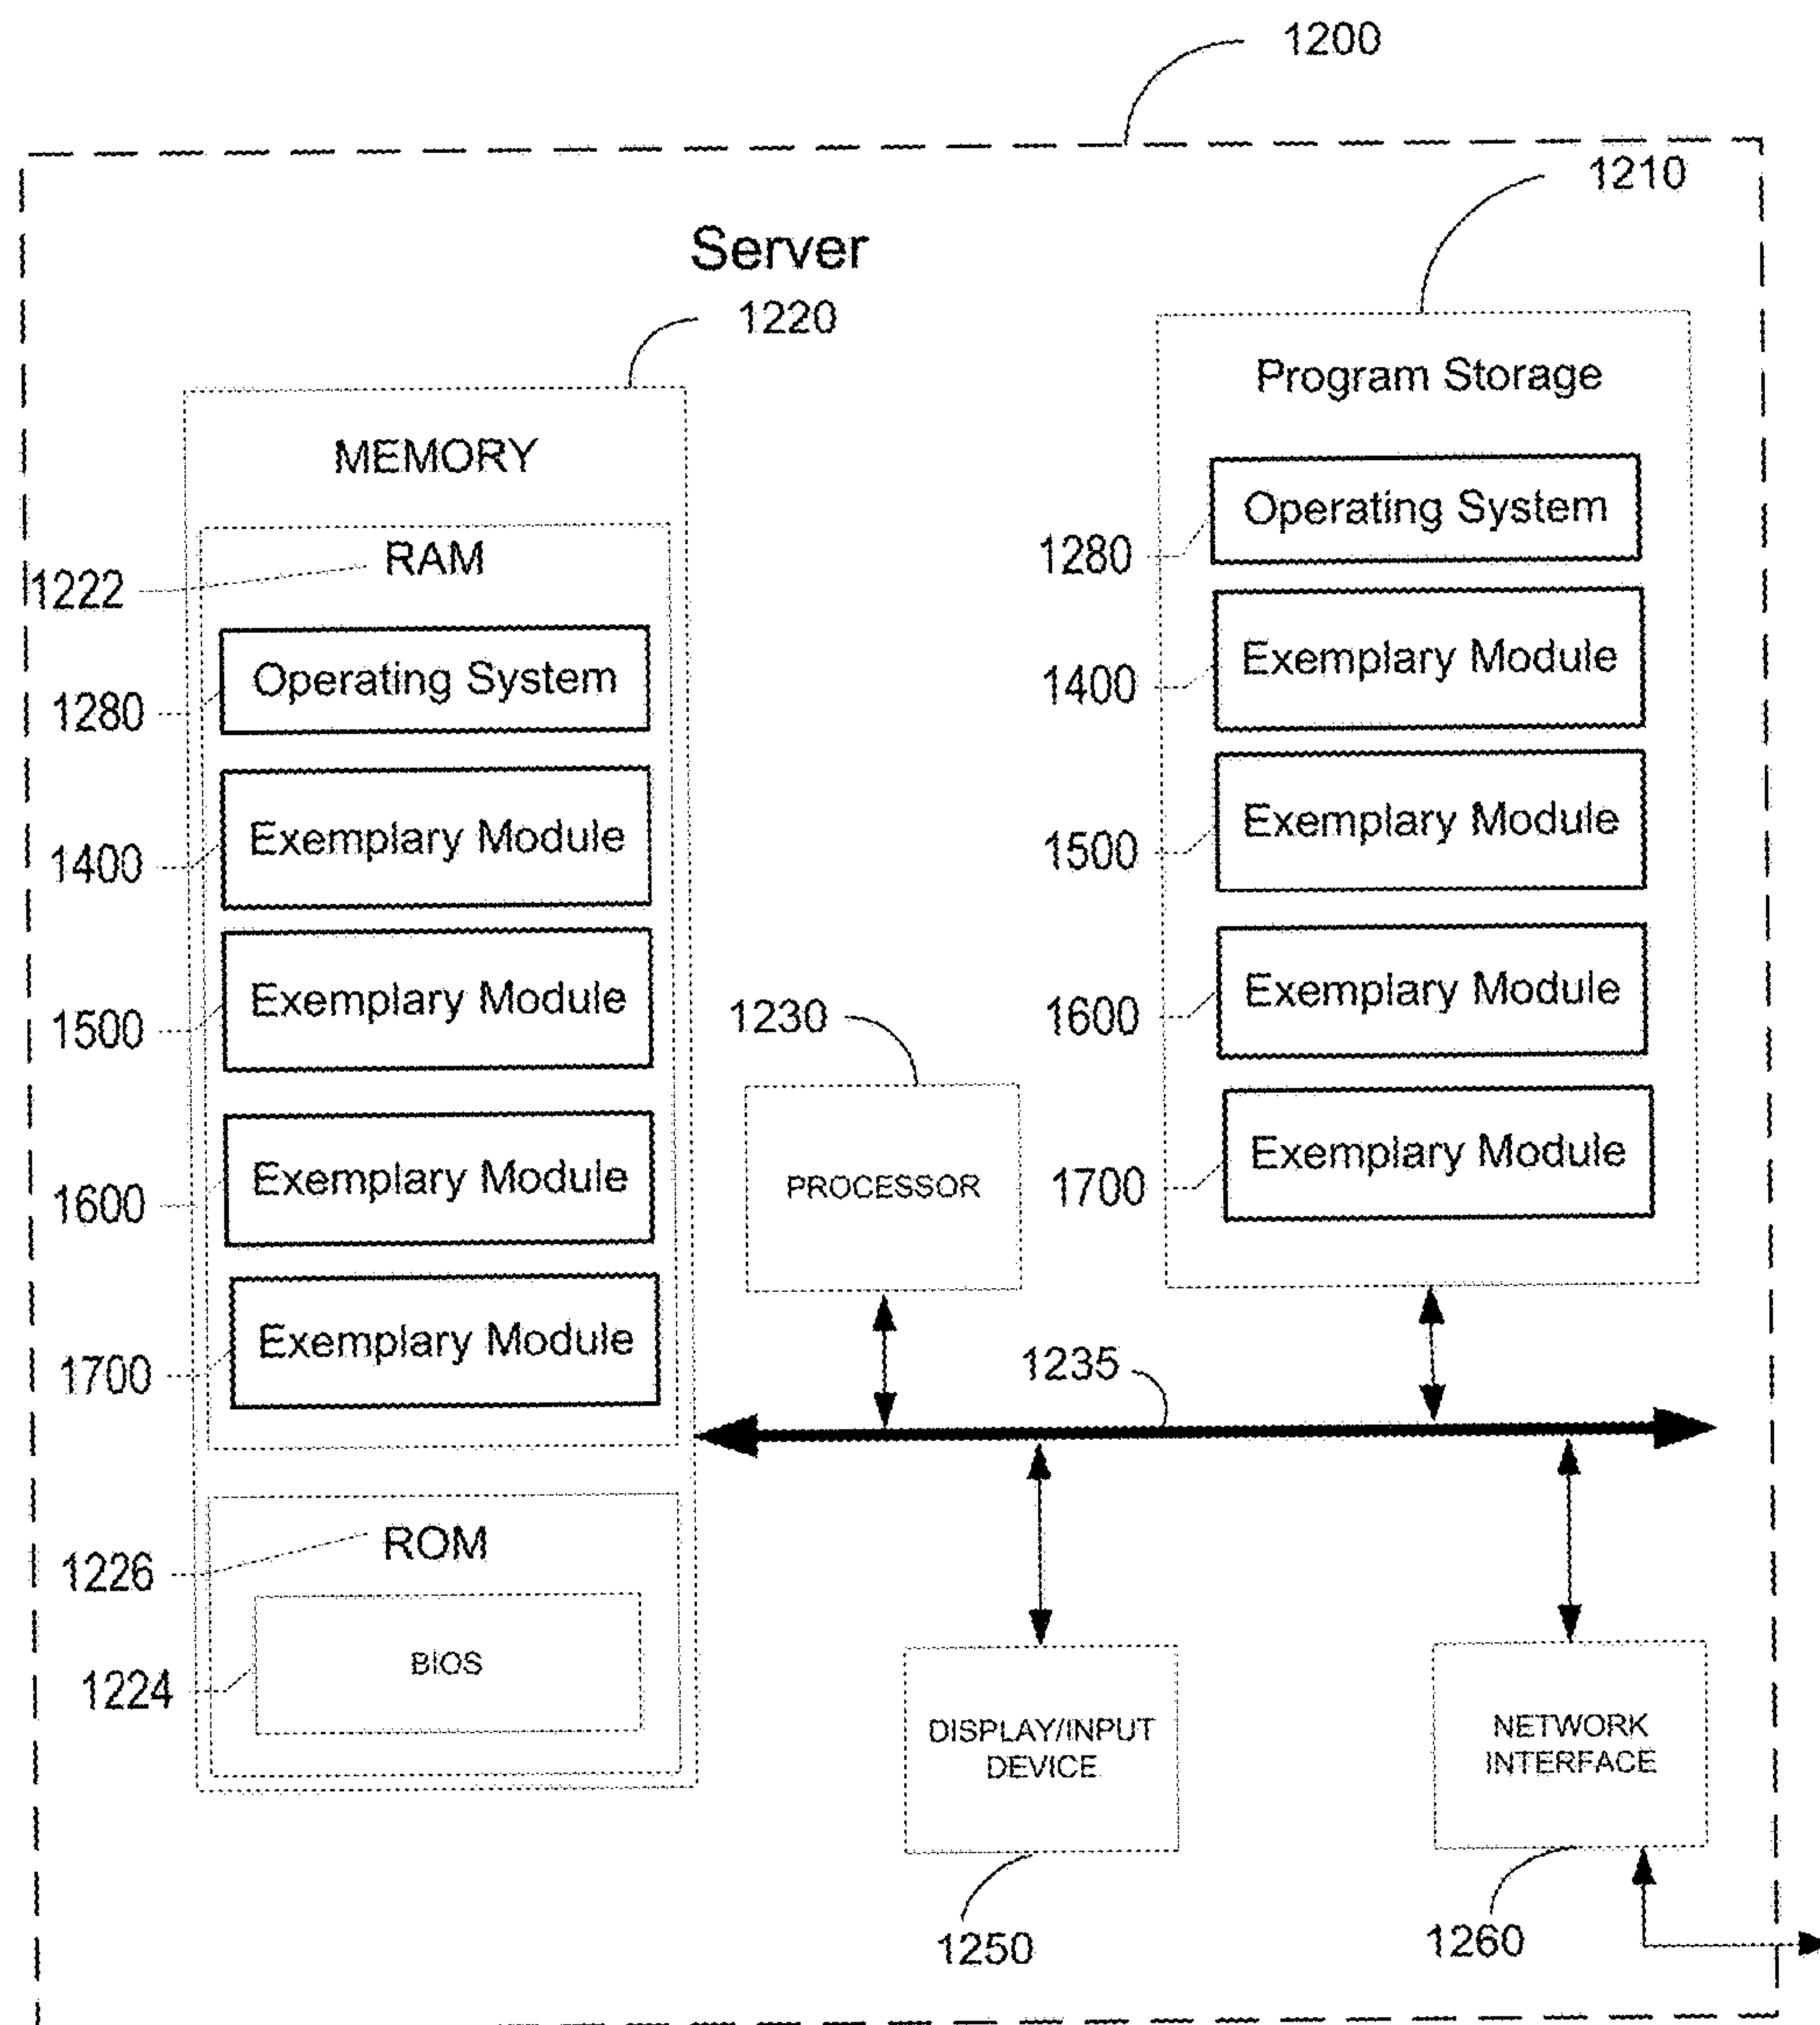 1200
1210
Server
1220
Program Storage
MEMORY
Operating System
RAM
1280
1222
Exemplary Module
1400
Operating System
1280
Exemplary Module
1500
Exemplary Module
1400
Exemplary Module
1600
Exemplary Module
1500
1230
Exemplary Module
1700
PROCESSOR
Exemplary Module
1600
Exemplary Module
1700
1235
ROM
1226
BIOS
1224
DISPLAY/INPUT
DEVICE
NETWORK
INTERFACE
1250
1260